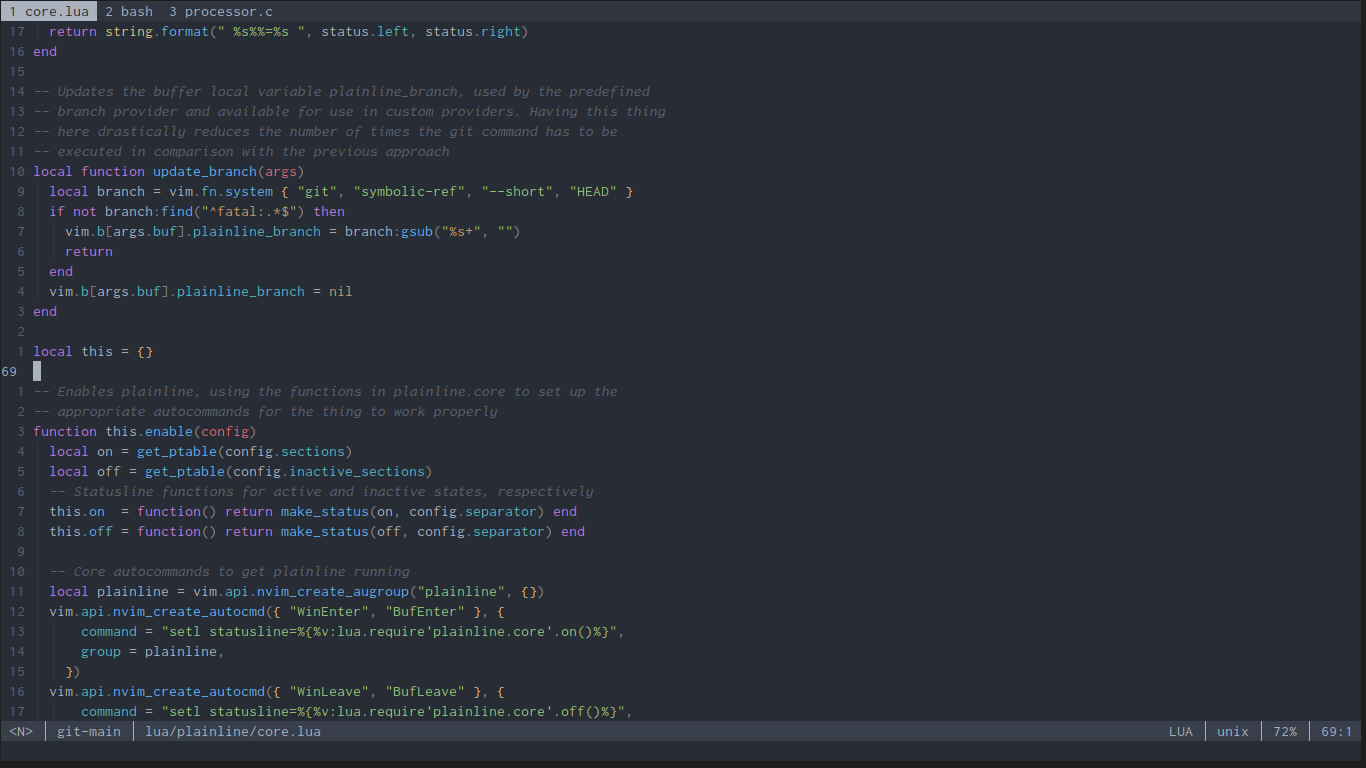 1 core.lua 2 bash 3 processor.c
17 return string.format(" %s%%=%s ", status.left, status.right)
16 end
15
14 -- Updates the buffer local variable plainline_branch, used by the predefined
13 -- branch provider and available for use in custom providers. Having this thing
12 -- here drastically reduces the number of times the git command has to be
11 -- executed in comparison with the previous approach
10 local function update_branch(args)
9 local branch = vim.fn.system { "git", "symbolic-ref", "--short", "HEAD" }
8 if not branch:find("^fatal:.*$") then
7 vim.b[args.buf].plainline_branch = branch:gsub("%s+", "")
6 return
5 end
4 vim.b[args.buf].plainline_branch = nil
3 end
2
1 local this = {}
69
1 -- Enables plainline, using the functions in plainline.core to set up the
2 -- appropriate autocommands for the thing to work properly
3 function this.enable(config)
4 local on = get_ptable(config.sections)
5 local off = get_ptable(config.inactive_sections)
6 -- Statusline functions for active and inactive states, respectively
7 this.on  = function() return make_status(on, config.separator) end
8 this.off = function() return make_status(off, config.separator) end
9
10 -- Core autocommands to get plainline running
11 local plainline = vim.api.nvim_create_augroup("plainline", {})
12 vim.api.nvim_create_autocmd({ "WinEnter", "BufEnter" }, {
13 command = "setl statusline=%{%v:lua.require'plainline.core'.on()%}",
14 group = plainline,
15 })
16 vim.api.nvim_create_autocmd({ "WinLeave", "BufLeave" }, {
17 command = "setl statusline=%{%v:lua.require'plainline.core'.off()%}",
<N> git-main lua/plainline/core.lua LUA unix 72% 69:1